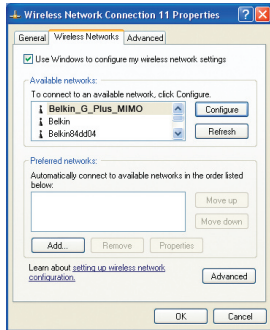 Wireless Network Connection 11 Properties
General
Wireless Networks
Advanced
Use Windows to configure my wireless network settings
Available networks:
To connect to an available network, click Configure.
Belkin_G_Plus_MIMO
Belkin
Belkin84dd04
Configure
Refresh
Preferred networks:
Automatically connect to available networks in the order listed
below:
Move up
Move down
Add...
Remove
Properties
Learn about setting up wireless network
configuration.
Advanced
OK
Cancel